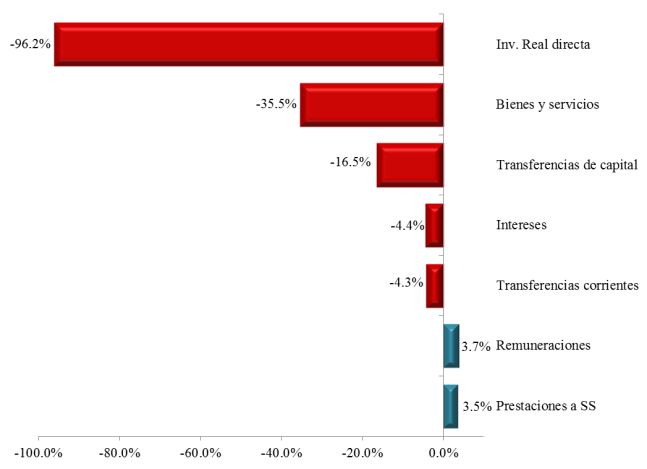 -96.2% Inv. Real directa
-35.5% Bienes y servicios
-16.5% Transferencias de capital
-4.4% Intereses
-4.3% Transferencias corrientes
3.7% Remuneraciones
3.5% Prestaciones a SS
-100.0% -80.0% -60.0% -40.0% -20.0% 0.0%